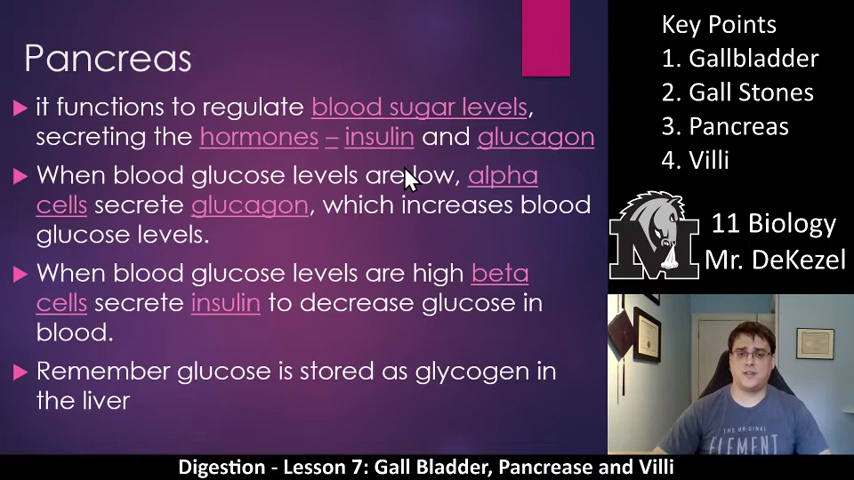 Pancreas
it functions to regulate blood sugar levels,
secreting the hormones – insulin and glucagon
When blood glucose levels are low, alpha
cells secrete glucagon, which increases blood
glucose levels.
When blood glucose levels are high beta
cells secrete insulin to decrease glucose in
blood.
Remember glucose is stored as glycogen in
the liver
Key Points
1. Gallbladder
2. Gall Stones
3. Pancreas
4. Villi
M
11 Biology
Mr. DeKezel
THE ORIGINAL
ELEMENT
Digestion - Lesson 7: Gall Bladder, Pancrease and Villi